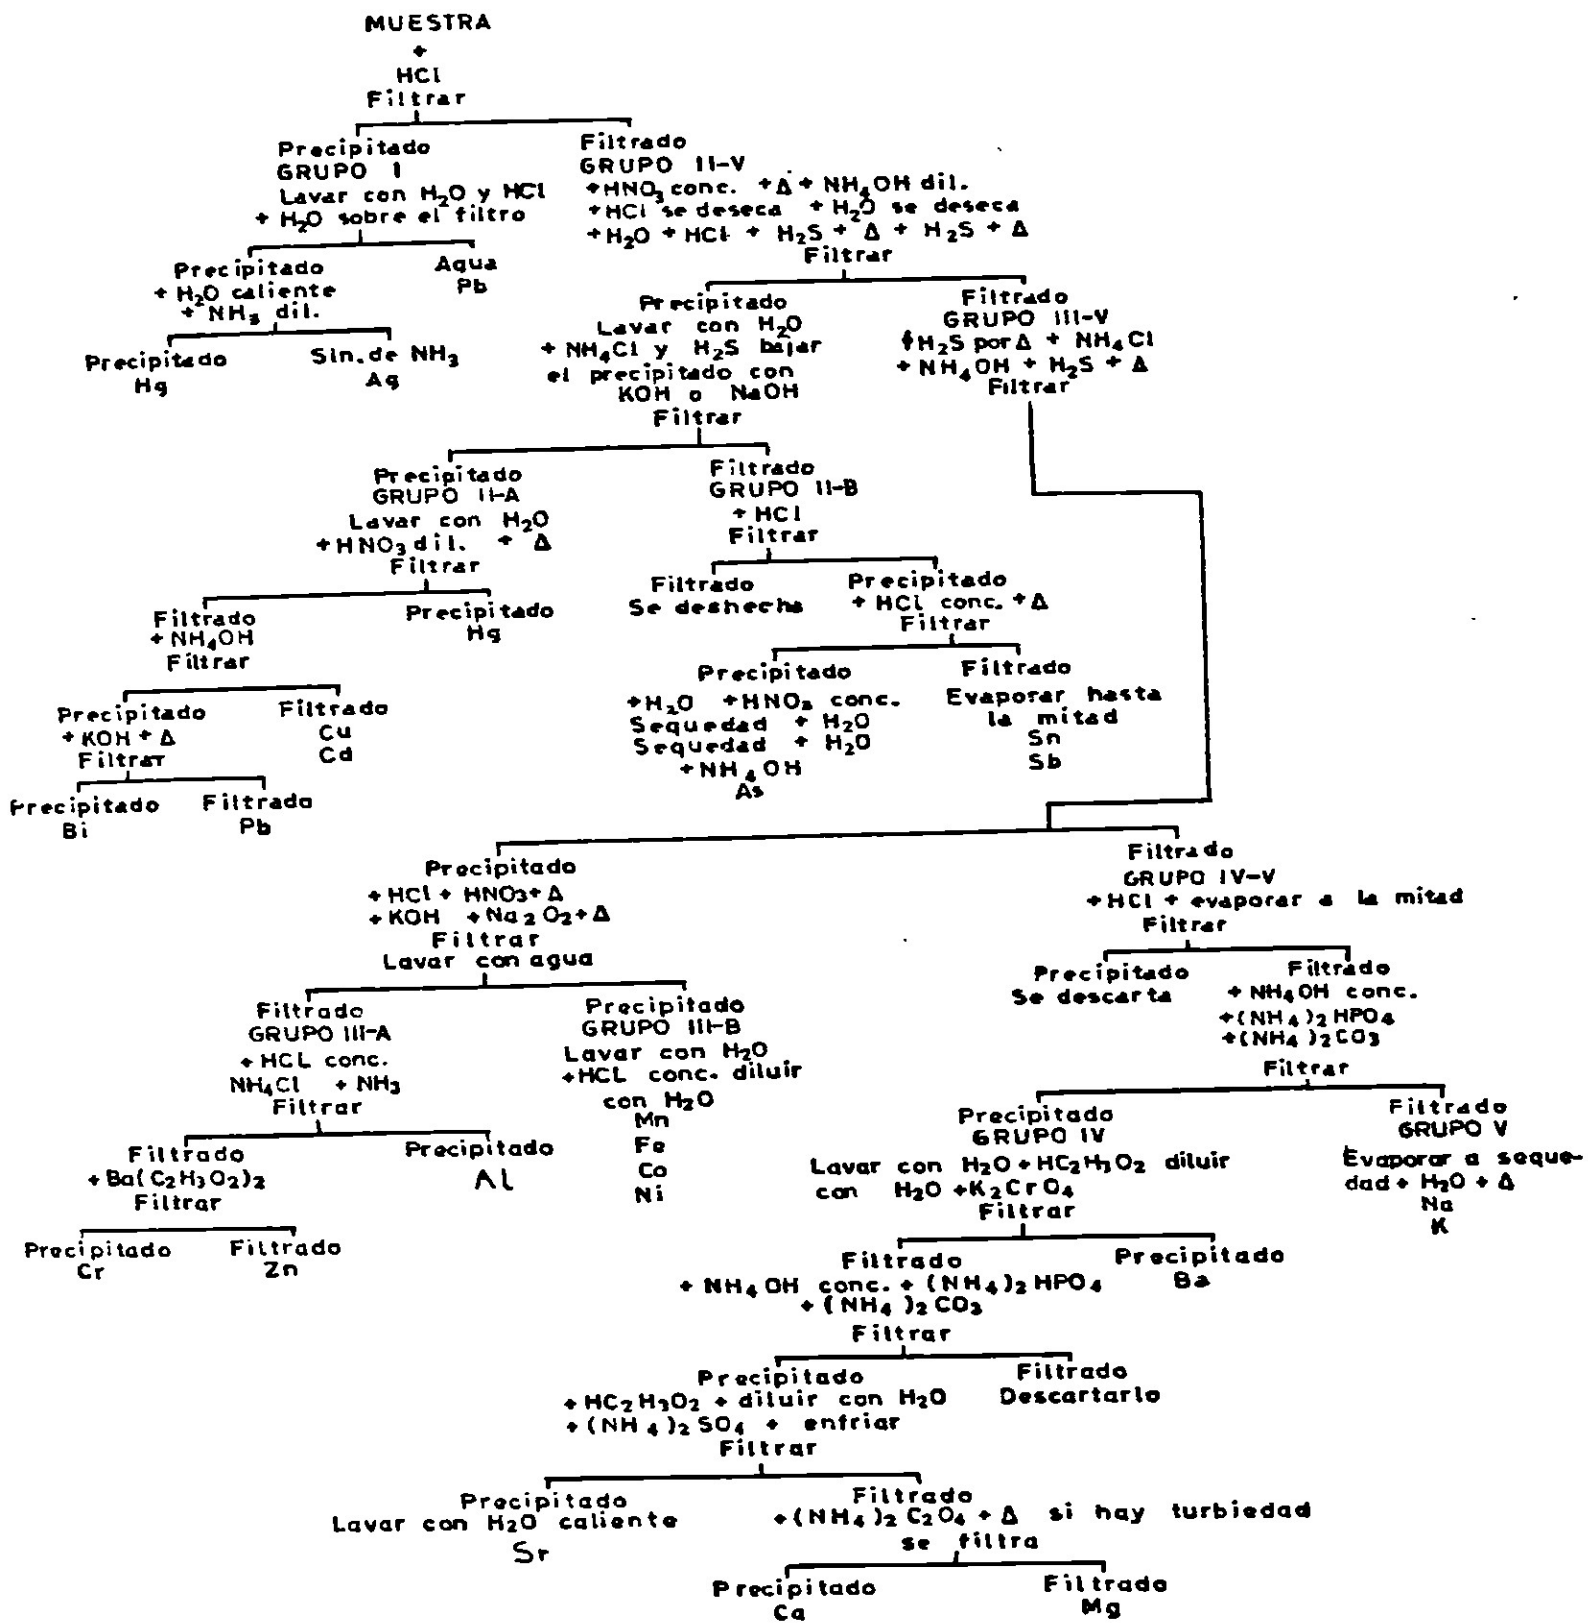 MUESTRA
+
HCl
Filtrar
Precipitado
GRUPO I
Lavar con H₂O y HCl
+ H₂O sobre el filtro
Filtrado
GRUPO II-V
+HNO₃ conc. +Δ + NH₄OH dil.
+HCl se deseca + H₂O se deseca
+H₂O + HCl + H₂S + Δ + H₂S + Δ
Filtrar
Precipitado
+ H₂O caliente
+ NH₃ dil.
Agua
Pb
Precipitado
Hg
Sln. de NH₃
Ag
Precipitado
Lavar con H₂O
+ NH₄Cl y H₂S bajar
el precipitado con
KOH o NaOH
Filtrar
Filtrado
GRUPO III-V
↑H₂S por Δ + NH₄Cl
+ NH₄OH + H₂S + Δ
Filtrar
Precipitado
GRUPO II-A
Lavar con H₂O
+HNO₃ dil. + Δ
Filtrar
Filtrado
GRUPO II-B
+ HCl
Filtrar
Filtrado
+ NH₄OH
Filtrar
Precipitado
Hg
Filtrado
Se deshecha
Precipitado
+ HCl conc. + Δ
Filtrar
Precipitado
+ KOH + Δ
Filtrar
Filtrado
Cu
Cd
Precipitado
+H₂O +HNO₃ conc.
Sequedad + H₂O
Sequedad + H₂O
+NH₄OH
As
Filtrado
Evaporar hasta
la mitad
Sn
Sb
Precipitado
Bi
Filtrado
Pb
Precipitado
+ HCl + HNO₃ + Δ
+ KOH + Na₂O₂ + Δ
Filtrar
Lavar con agua
Filtrado
GRUPO IV-V
+HCl + evaporar a la mitad
Filtrar
Filtrado
GRUPO III-A
+ HCL conc.
NH₄Cl + NH₃
Filtrar
Precipitado
GRUPO III-B
Lavar con H₂O
+HCL conc. diluir
con H₂O
Mn
Fe
Co
Ni
Precipitado
Se descarta
Filtrado
+ NH₄OH conc.
+(NH₄)₂HPO₄
+(NH₄)₂CO₃
Filtrar
Filtrado
+Ba(C₂H₃O₂)₂
Filtrar
Precipitado
Al
Precipitado
Cr
Filtrado
Zn
Precipitado
GRUPO IV
Lavar con H₂O + HC₂H₃O₂ diluir
con H₂O + K₂CrO₄
Filtrar
Filtrado
GRUPO V
Evaporar a seque-
dad + H₂O + Δ
Na
K
Filtrado
+ NH₄OH conc. + (NH₄)₂HPO₄
+ (NH₄)₂CO₃
Filtrar
Precipitado
Ba
Precipitado
+ HC₂H₃O₂ + diluir con H₂O
+ (NH₄)₂SO₄ + enfriar
Filtrar
Filtrado
Descartarlo
Precipitado
Lavar con H₂O caliente
Sr
Filtrado
+(NH₄)₂C₂O₄ + Δ si hay turbiedad
se filtra
Precipitado
Ca
Filtrado
Mg